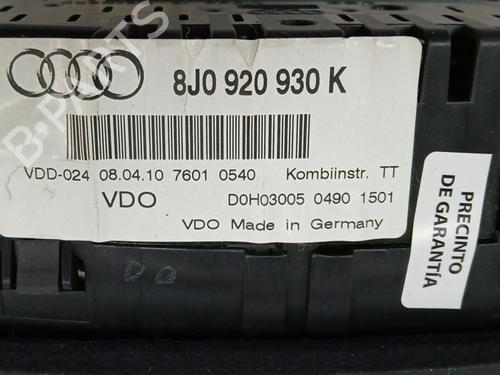 8J0 920 930 K
VDD-024 08.04.10 7601 0540 Kombiinstr. TT
VDO D0H03005 0490 1501
VDO Made in Germany
PRECINTO
DE GARANTÍA
B-PARTS